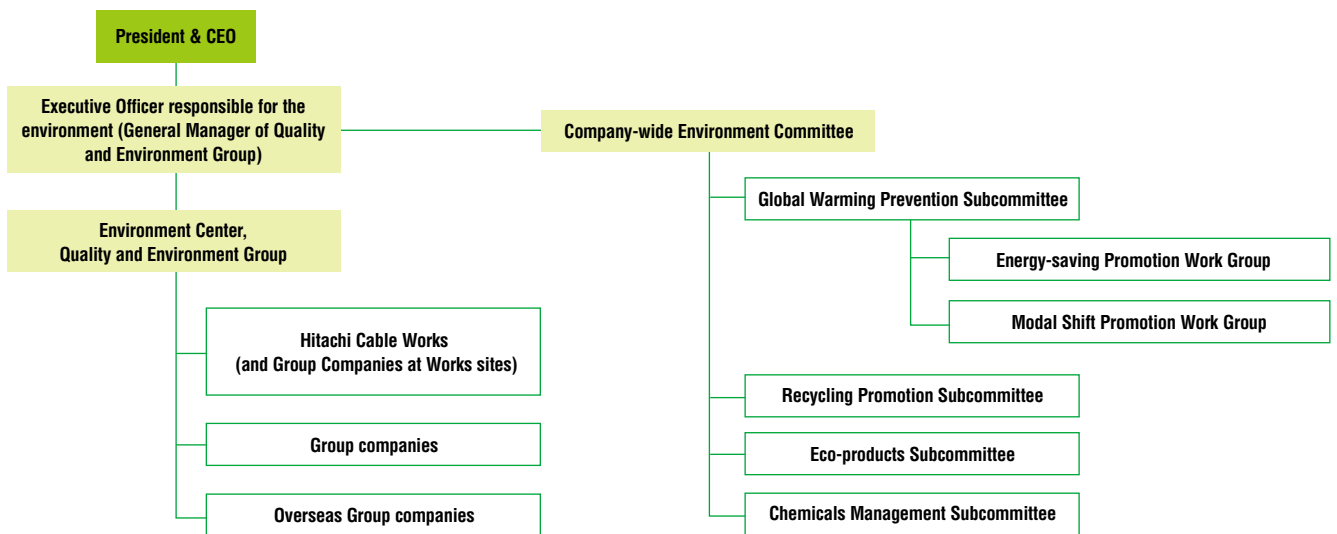 President & CEO
Executive Officer responsible for the
environment (General Manager of Quality
and Environment Group)
Company-wide Environment Committee
Global Warming Prevention Subcommittee
Environment Center,
Quality and Environment Group
Energy-saving Promotion Work Group
Modal Shift Promotion Work Group
Hitachi Cable Works
(and Group Companies at Works sites)
Recycling Promotion Subcommittee
Group companies
Eco-products Subcommittee
Overseas Group companies
Chemicals Management Subcommittee